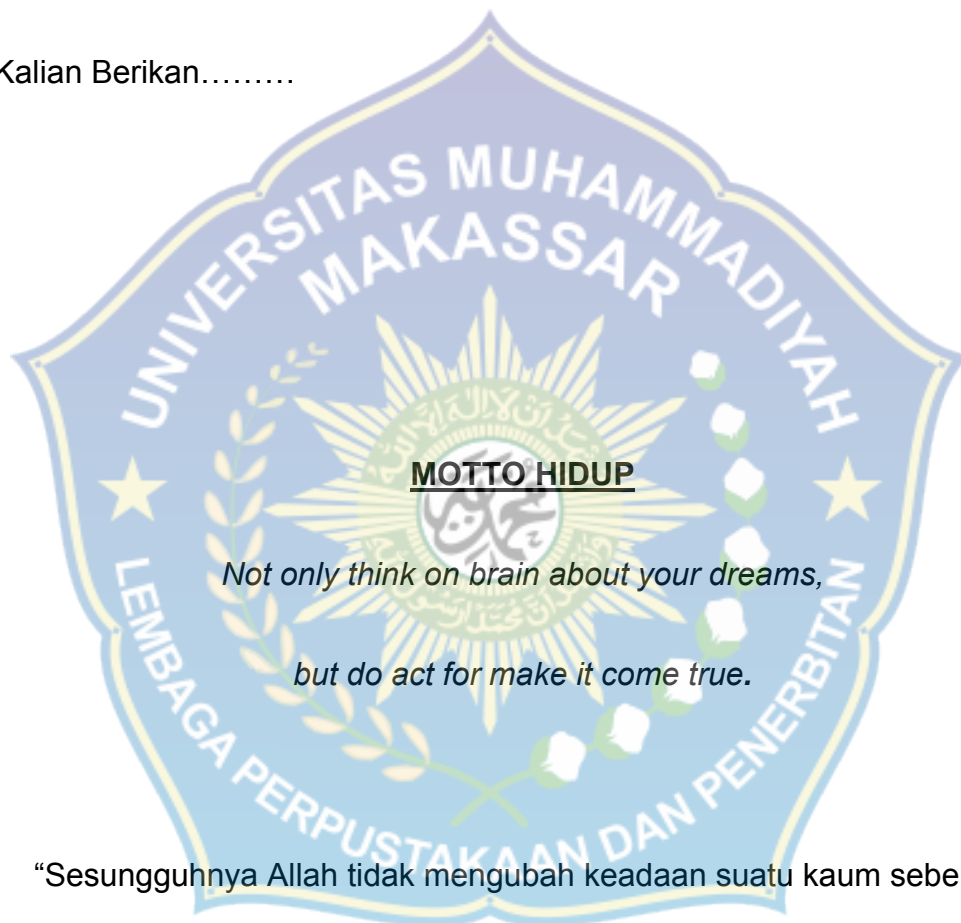 Kalian Berikan………
UNIVERSITAS MUHAMMADIYAH
MAKASSAR
MOTTO HIDUP
Not only think on brain about your dreams,
but do act for make it come true.
LEMBAGA PERPUSTAKAAN DAN PENERBITAN
“Sesungguhnya Allah tidak mengubah keadaan suatu kaum sebe